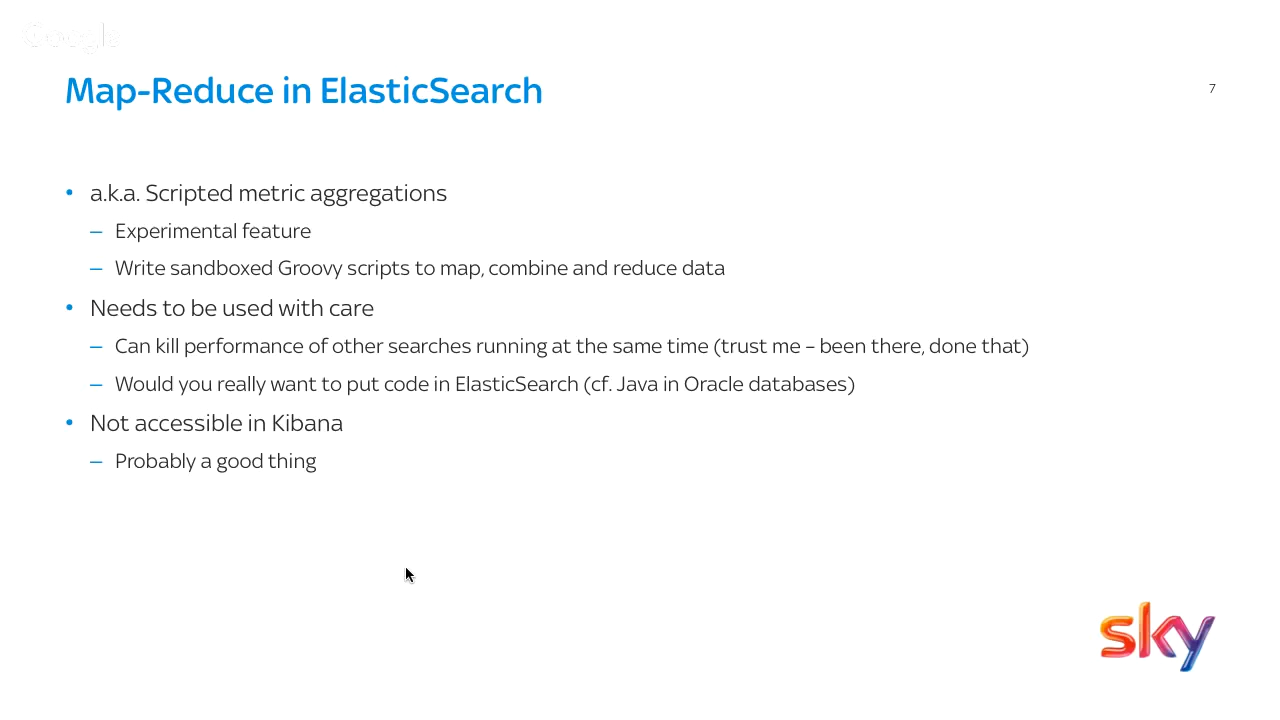 Google
Map-Reduce in ElasticSearch
7
• a.k.a. Scripted metric aggregations
– Experimental feature
– Write sandboxed Groovy scripts to map, combine and reduce data
• Needs to be used with care
– Can kill performance of other searches running at the same time (trust me – been there, done that)
– Would you really want to put code in ElasticSearch (cf. Java in Oracle databases)
• Not accessible in Kibana
– Probably a good thing
sky